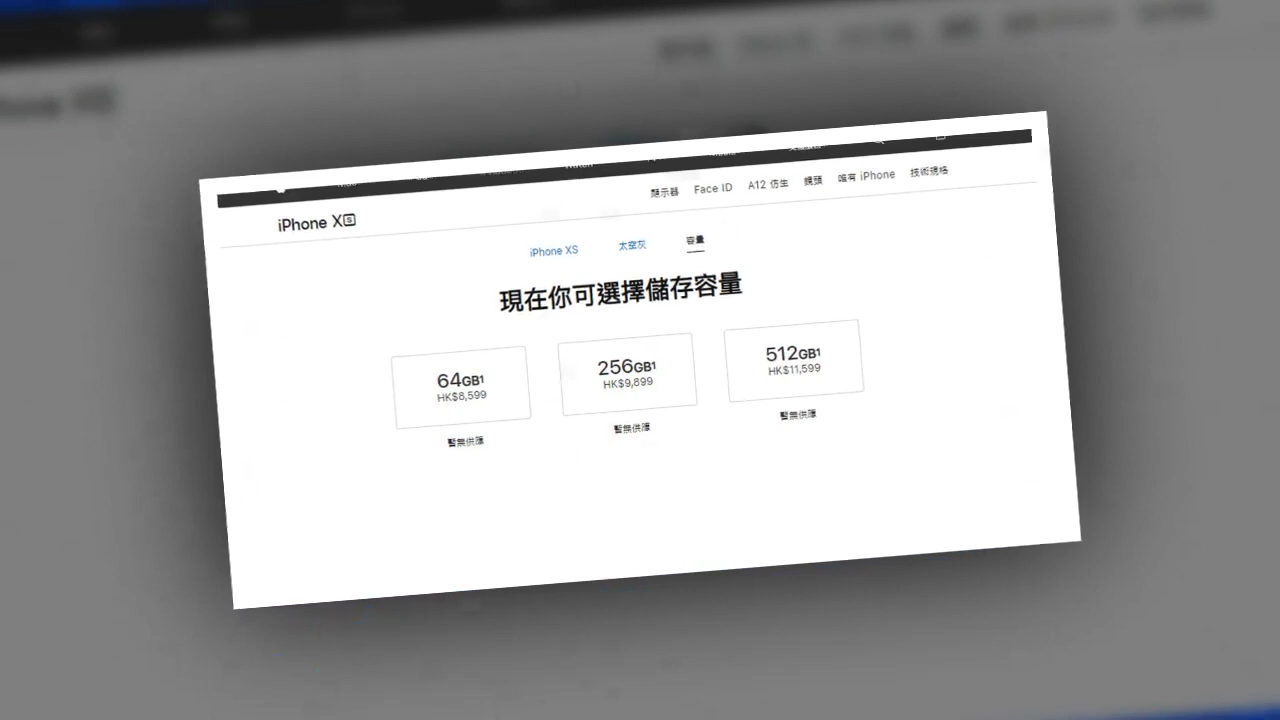 顯示器 Face ID A12 仿生 鏡頭 唯有 iPhone 技術規格
iPhone XS
iPhone XS 太空灰 容量
現在你可選擇儲存容量
64GB1 256GB1 512GB1
HK$8,599 HK$9,899 HK$11,599
暫無供應 暫無供應 暫無供應